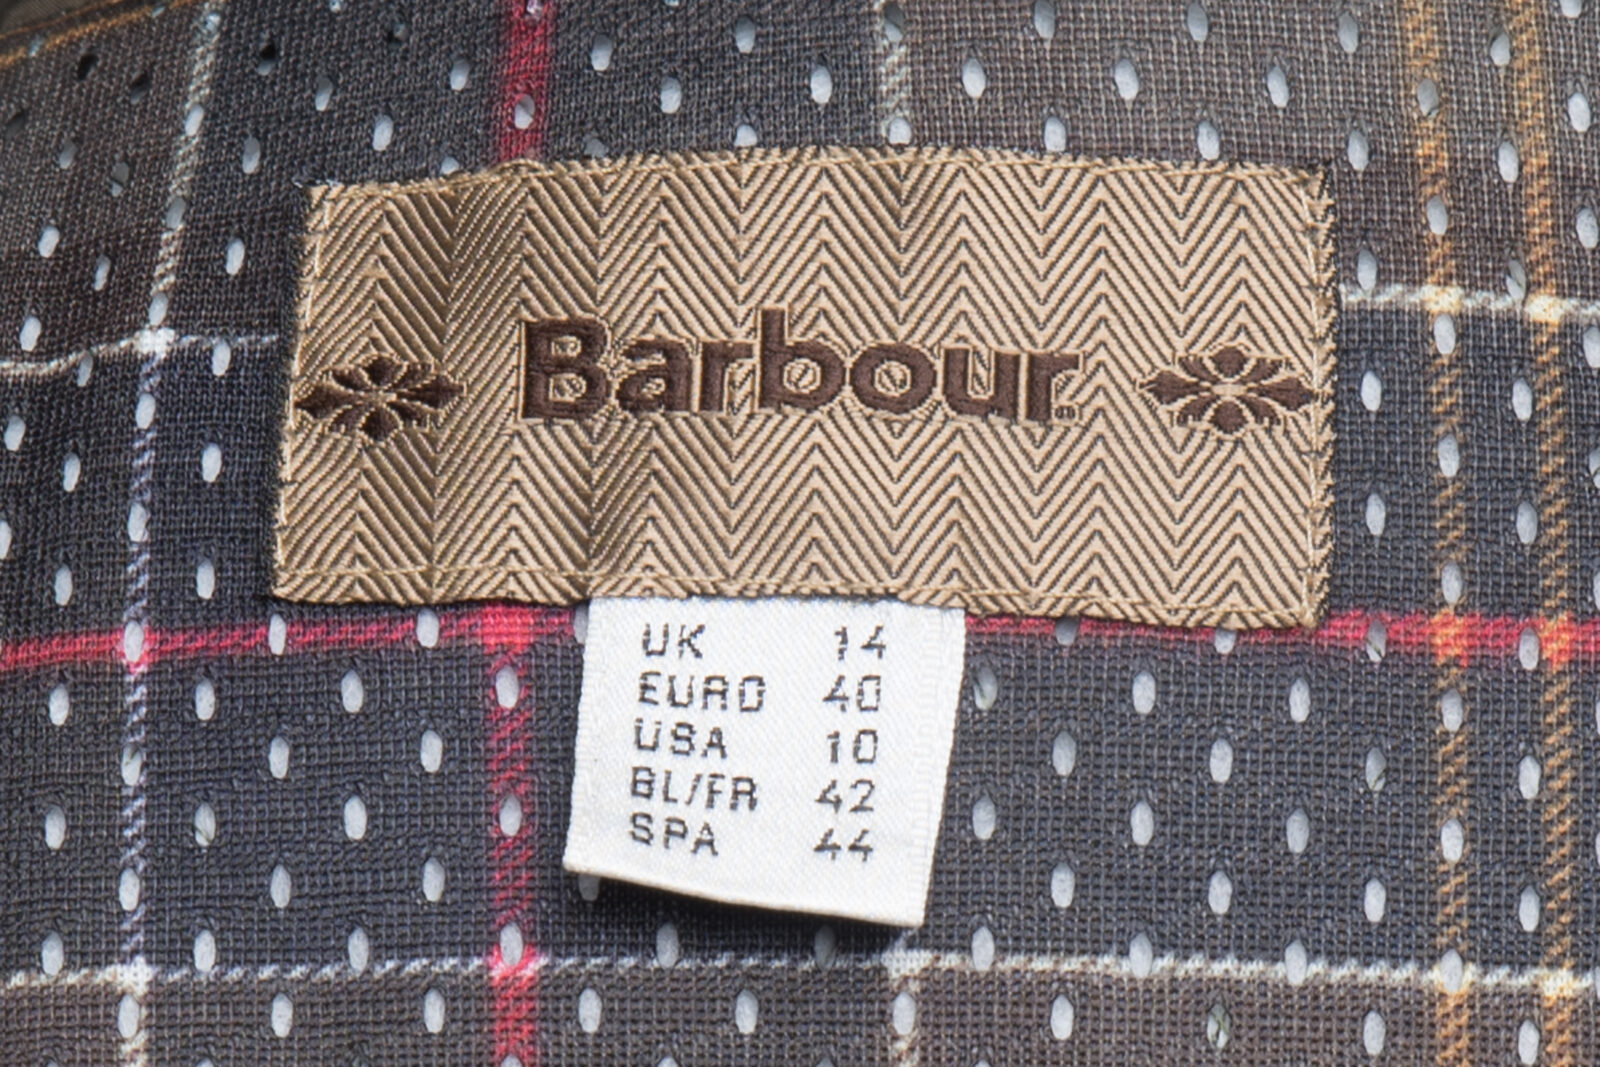 Barbour
UK 14
EURO 40
USA 10
BL/FR 42
SPA 44